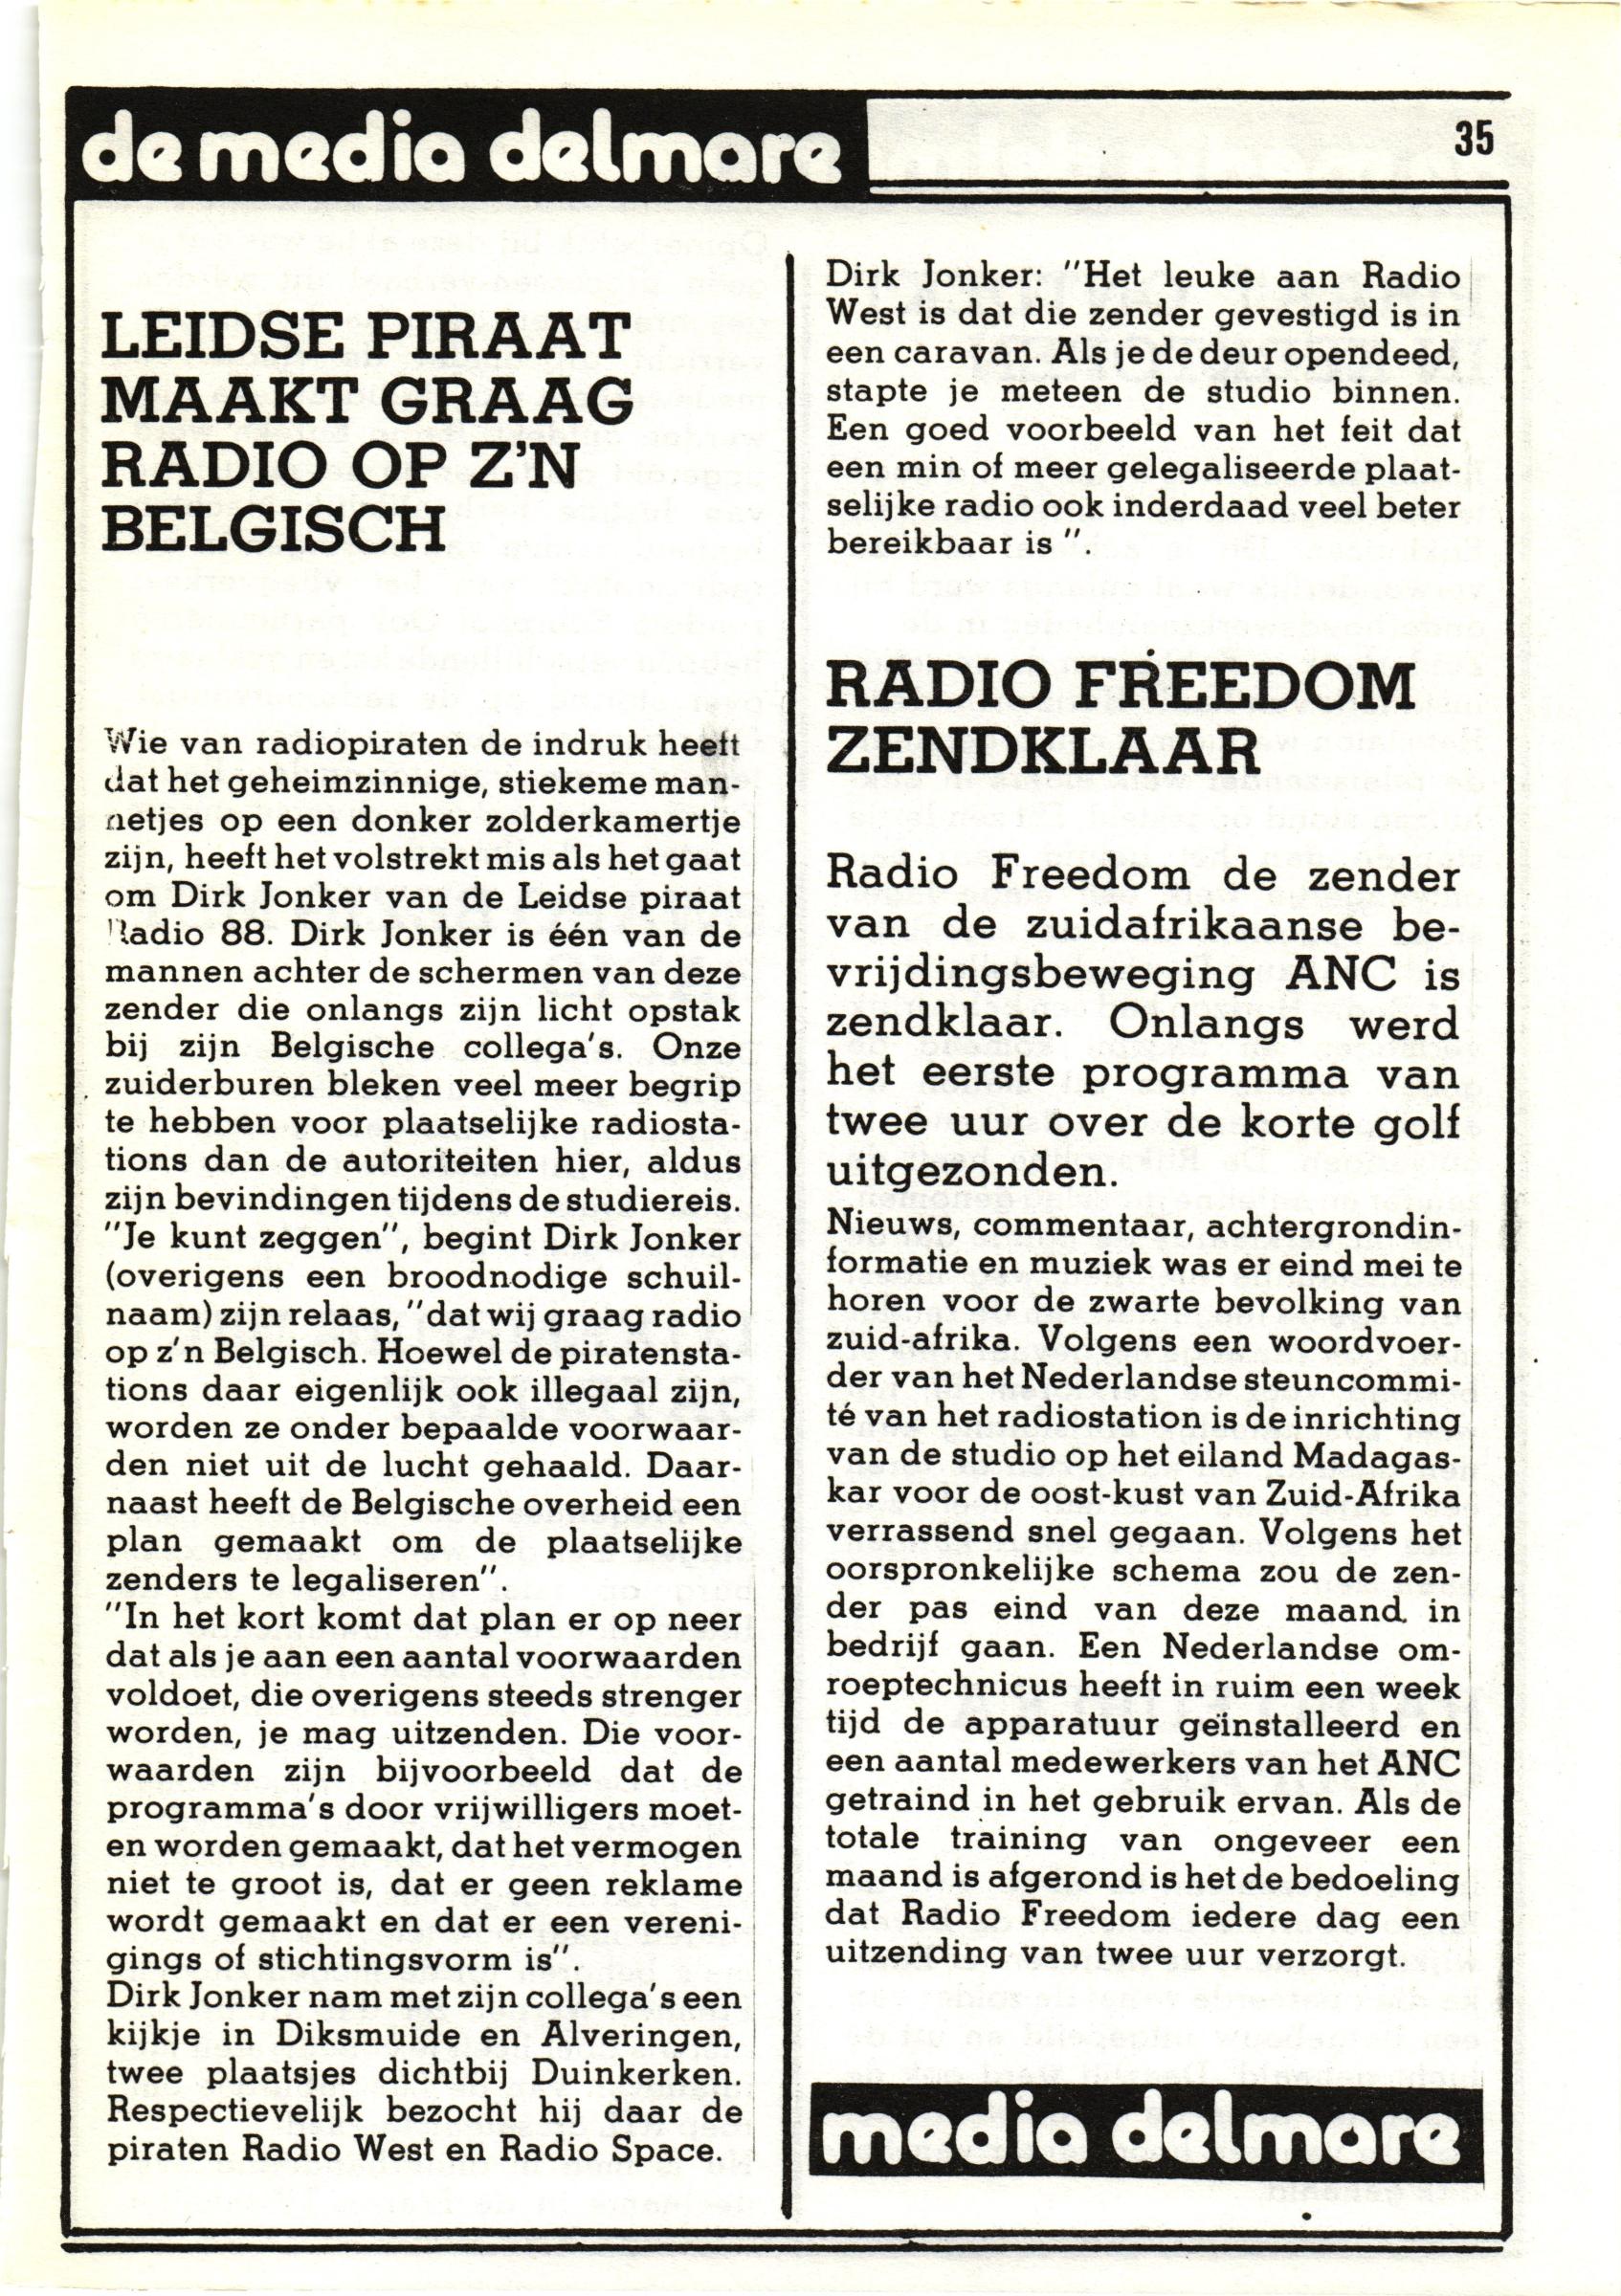 de media delmare
35
LEIDSE PIRAAT
MAAKT GRAAG
RADIO OP Z'N
BELGISCH
Wie van radiopiraten de indruk heeft
dat het geheimzinnige, stiekeme man-
netjes op een donker zolderkamertje
zijn, heeft het volstrekt mis als het gaat
om Dirk Jonker van de Leidse piraat
Radio 88. Dirk Jonker is één van de
mannen achter de schermen van deze
zender die onlangs zijn licht opstak
bij zijn Belgische collega's. Onze
zuiderburen bleken veel meer begrip
te hebben voor plaatselijke radiosta-
tions dan de autoriteiten hier, aldus
zijn bevindingen tijdens de studiereis.
"Je kunt zeggen", begint Dirk Jonker
(overigens een broodnodige schuil-
naam) zijn relaas, "dat wij graag radio
op z'n Belgisch. Hoewel de piratensta-
tions daar eigenlijk ook illegaal zijn,
worden ze onder bepaalde voorwaar-
den niet uit de lucht gehaald. Daar-
naast heeft de Belgische overheid een
plan gemaakt om de plaatselijke
zenders te legaliseren".
"In het kort komt dat plan er op neer
dat als je aan een aantal voorwaarden
voldoet, die overigens steeds strenger
worden, je mag uitzenden. Die voor-
waarden zijn bijvoorbeeld dat de
programma's door vrijwilligers moet-
en worden gemaakt, dat het vermogen
niet te groot is, dat er geen reklame
wordt gemaakt en dat er een vereni-
gings of stichtingsvorm is".
Dirk Jonker nam met zijn collega's een
kijkje in Diksmuide en Alveringen,
twee plaatsjes dichtbij Duinkerken.
Respectievelijk bezocht hij daar de
piraten Radio West en Radio Space.
Dirk Jonker: "Het leuke aan Radio
West is dat die zender gevestigd is in
een caravan. Als je de deur opendeed,
stapte je meteen de studio binnen.
Een goed voorbeeld van het feit dat
een min of meer gelegaliseerde plaat-
selijke radio ook inderdaad veel beter
bereikbaar is ".
RADIO FREEDOM
ZENDKLAAR
Radio Freedom de zender
van de zuidafrikaanse be-
vrijdingsbeweging ANC is
zendklaar. Onlangs werd
het eerste programma van
twee uur over de korte golf
uitgezonden.
Nieuws, commentaar, achtergrondin-
formatie en muziek was er eind mei te
horen voor de zwarte bevolking van
zuid-afrika. Volgens een woordvoer-
der van het Nederlandse steuncommi-
té van het radiostation is de inrichting
van de studio op het eiland Madagas-
kar voor de oost-kust van Zuid-Afrika
verrassend snel gegaan. Volgens het
oorspronkelijke schema zou de zen-
der pas eind van deze maand in
bedrijf gaan. Een Nederlandse om-
roeptechnicus heeft in ruim een week
tijd de apparatuur geïnstalleerd en
een aantal medewerkers van het ANC
getraind in het gebruik ervan. Als de
totale training van ongeveer een
maand is afgerond is het de bedoeling
dat Radio Freedom iedere dag een
uitzending van twee uur verzorgt.
media delmare